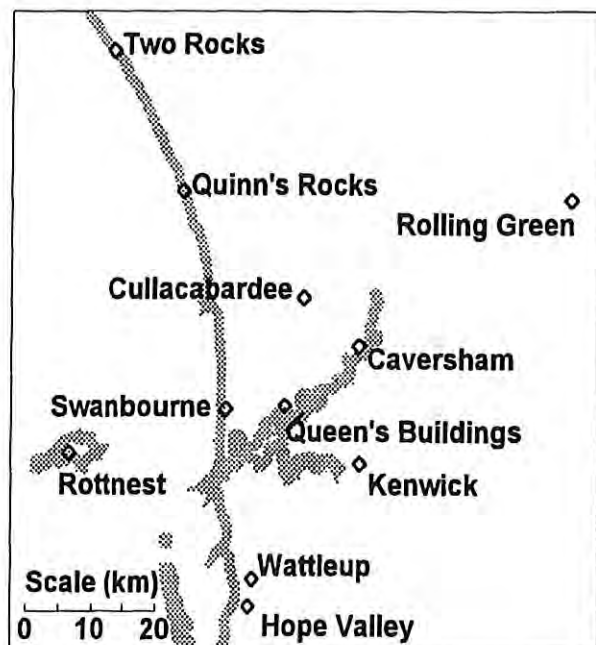 Two Rocks
Quinn's Rocks
Rolling Green
Cullacabardee
Caversham
Swanbourne
Queen's Buildings
Rottnest
Kenwick
Wattleup
Scale (km)
0 10 20
Hope Valley